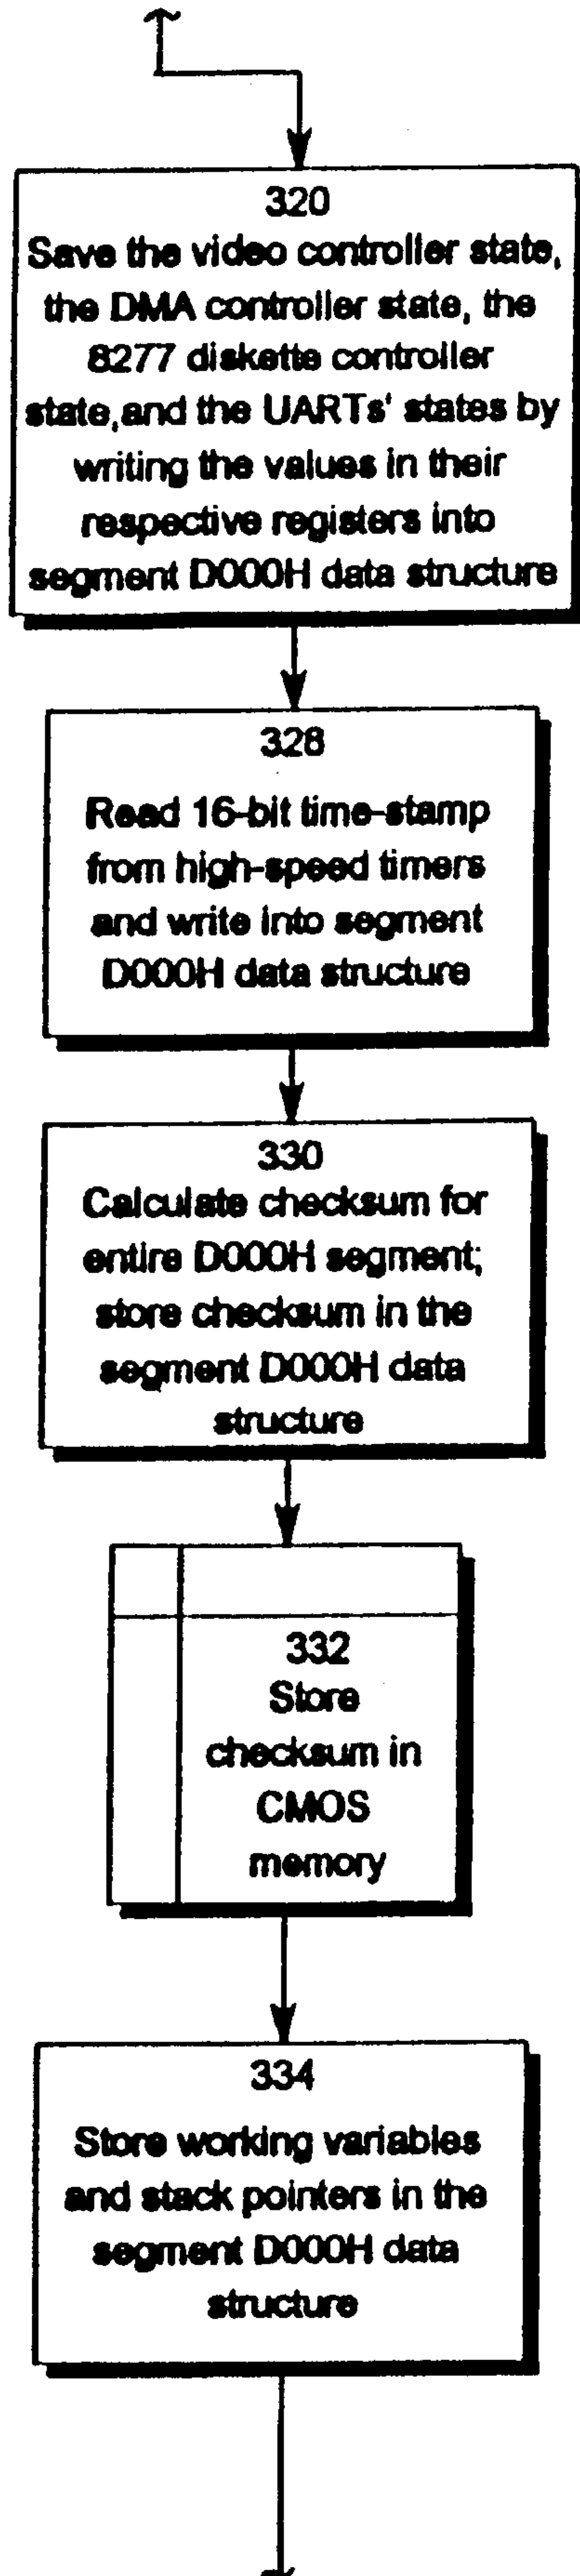 320
Save the video controller state,
the DMA controller state, the
8277 diskette controller
state,and the UARTs' states by
writing the values in their
respective registers into
segment D000H data structure
328
Read 16-bit time-stamp
from high-speed timers
and write into segment
D000H data structure
330
Calculate checksum for
entire D000H segment;
store checksum in the
segment D000H data
structure
332
Store
checksum in
CMOS
memory
334
Store working variables
and stack pointers in the
segment D000H data
structure